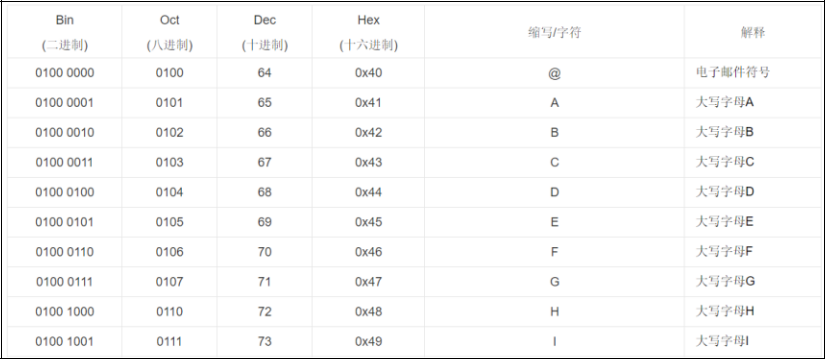 Bin Oct Dec Hex 缩写/字符 解释
(二进制) (八进制) (十进制) (十六进制)
0100 0000 0100 64 0x40 @ 电子邮件符号
0100 0001 0101 65 0x41 A 大写字母A
0100 0010 0102 66 0x42 B 大写字母B
0100 0011 0103 67 0x43 C 大写字母C
0100 0100 0104 68 0x44 D 大写字母D
0100 0101 0105 69 0x45 E 大写字母E
0100 0110 0106 70 0x46 F 大写字母F
0100 0111 0107 71 0x47 G 大写字母G
0100 1000 0110 72 0x48 H 大写字母H
0100 1001 0111 73 0x49 I 大写字母I